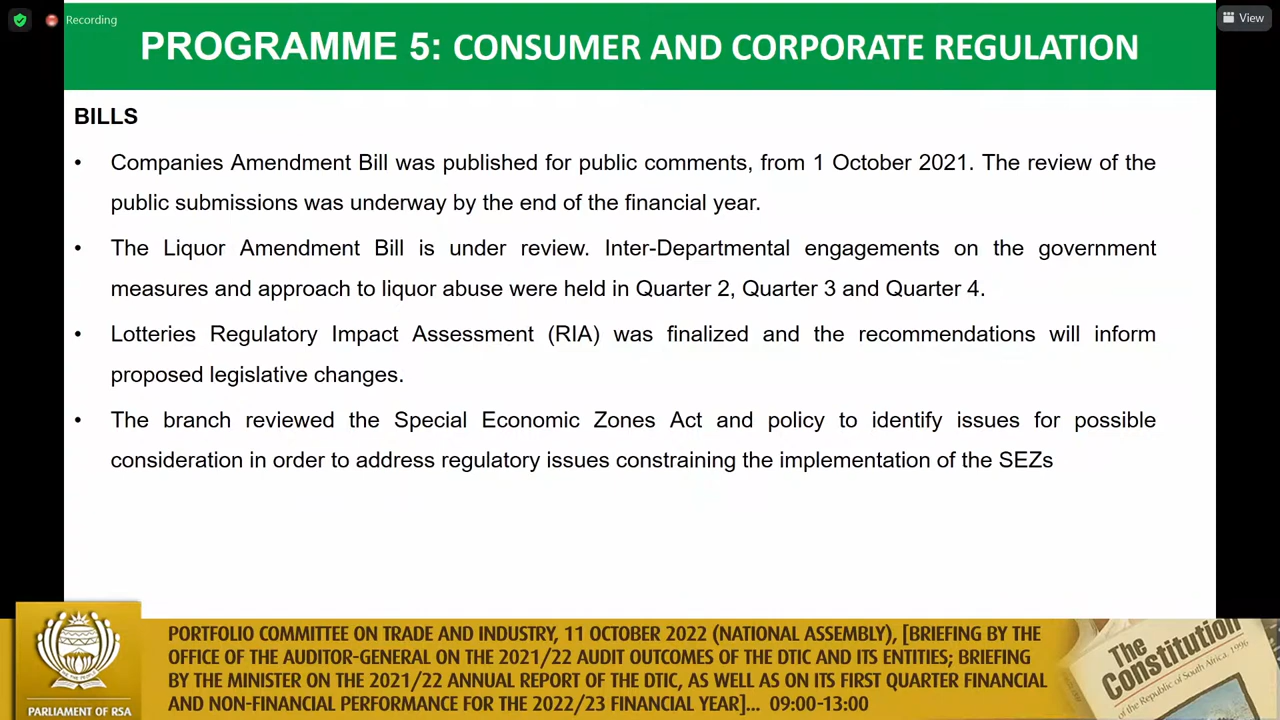 Recording
View
PROGRAMME 5: CONSUMER AND CORPORATE REGULATION
BILLS
• Companies Amendment Bill was published for public comments, from 1 October 2021. The review of the
public submissions was underway by the end of the financial year.
• The Liquor Amendment Bill is under review. Inter-Departmental engagements on the government
measures and approach to liquor abuse were held in Quarter 2, Quarter 3 and Quarter 4.
• Lotteries Regulatory Impact Assessment (RIA) was finalized and the recommendations will inform
proposed legislative changes.
• The branch reviewed the Special Economic Zones Act and policy to identify issues for possible
consideration in order to address regulatory issues constraining the implementation of the SEZs
PORTFOLIO COMMITTEE ON TRADE AND INDUSTRY, 11 OCTOBER 2022 (NATIONAL ASSEMBLY), [BRIEFING BY THE
OFFICE OF THE AUDITOR-GENERAL ON THE 2021/22 AUDIT OUTCOMES OF THE DTIC AND ITS ENTITIES; BRIEFING
BY THE MINISTER ON THE 2021/22 ANNUAL REPORT OF THE DTIC, AS WELL AS ON ITS FIRST QUARTER FINANCIAL
AND NON-FINANCIAL PERFORMANCE FOR THE 2022/23 FINANCIAL YEAR]... 09:00-13:00
PARLIAMENT OF RSA
The
Constitution
of the Republic of South Africa, 1996